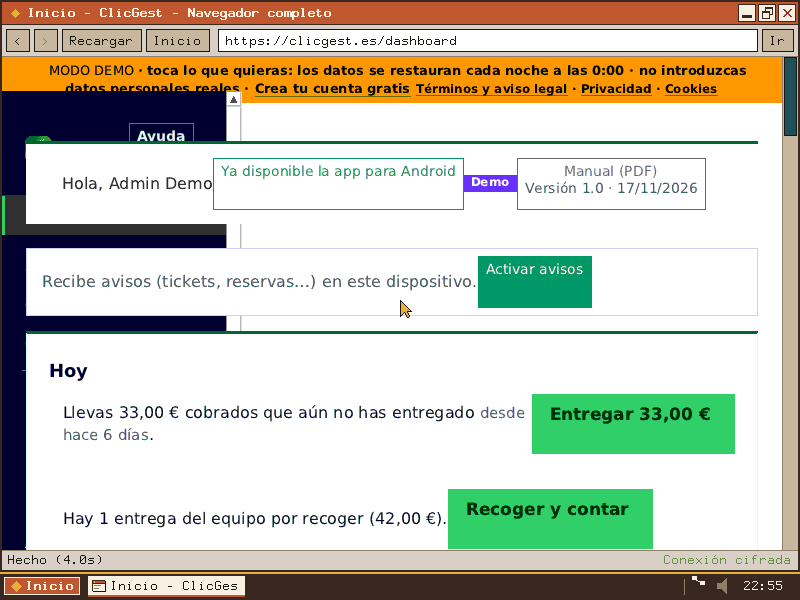 Inicio - ClicGest - Navegador completo
Recargar
Inicio
https://clicgest.es/dashboard
Ir
MODO DEMO · toca lo que quieras: los datos se restauran cada noche a las 0:00 · no introduzcas
datos personales reales · Crea tu cuenta gratis Términos y aviso legal · Privacidad · Cookies
Ayuda
Hola, Admin Demo
Ya disponible la app para Android
Demo
Manual (PDF)
Versión 1.0 · 17/11/2026
Recibe avisos (tickets, reservas...) en este dispositivo.
Activar avisos
Hoy
Llevas 33,00 € cobrados que aún no has entregado desde
hace 6 días.
Entregar 33,00 €
Hay 1 entrega del equipo por recoger (42,00 €).
Recoger y contar
Hecho (4.0s)
Conexión cifrada
Inicio
Inicio - ClicGes
22:55